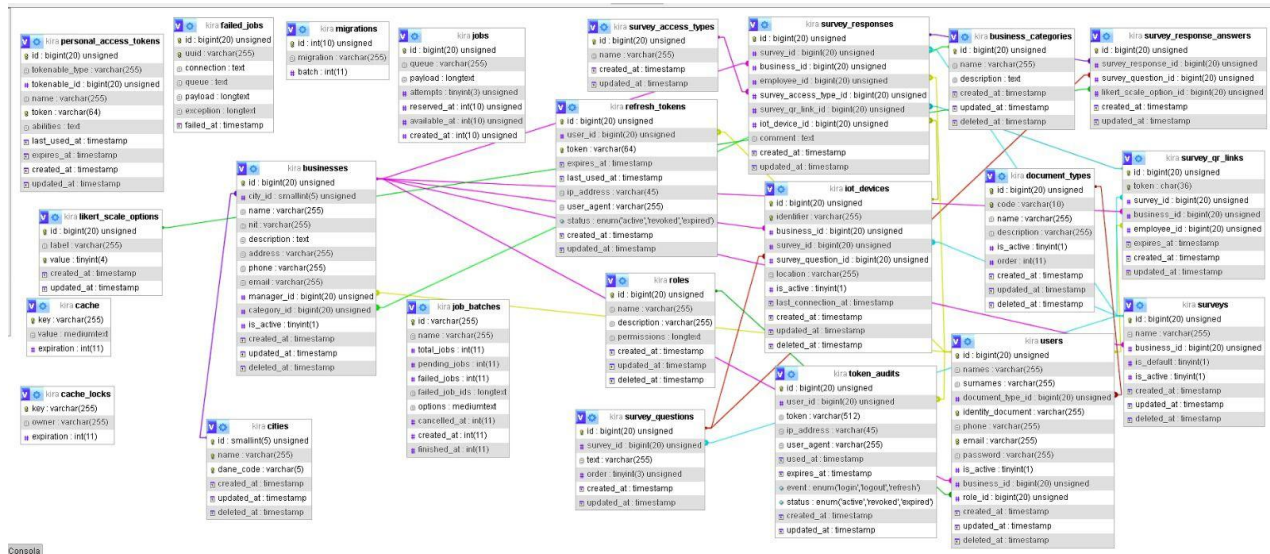 kira personal_access_tokens
id : bigint(20) unsigned
tokenable_type : varchar(255)
tokenable_id : bigint(20) unsigned
name : varchar(255)
token : varchar(64)
abilities : text
last_used_at : timestamp
expires_at : timestamp
created_at : timestamp
updated_at : timestamp
kira failed_jobs
id : bigint(20) unsigned
uuid : varchar(255)
connection : text
queue : text
payload : longtext
exception : longtext
failed_at : timestamp
kira migrations
id : int(10) unsigned
migration : varchar(255)
batch : int(11)
kira jobs
id : bigint(20) unsigned
queue : varchar(255)
payload : longtext
attempts : tinyint(3) unsigned
reserved_at : int(10) unsigned
available_at : int(10) unsigned
created_at : int(10) unsigned
kira survey_access_types
id : bigint(20) unsigned
name : varchar(255)
created_at : timestamp
updated_at : timestamp
kira survey_responses
id : bigint(20) unsigned
survey_id : bigint(20) unsigned
business_id : bigint(20) unsigned
employee_id : bigint(20) unsigned
survey_access_type_id : bigint(20) unsigned
survey_qr_link_id : bigint(20) unsigned
iot_device_id : bigint(20) unsigned
comment : text
created_at : timestamp
updated_at : timestamp
kira business_categories
id : bigint(20) unsigned
name : varchar(255)
description : text
created_at : timestamp
updated_at : timestamp
deleted_at : timestamp
kira survey_response_answers
id : bigint(20) unsigned
survey_response_id : bigint(20) unsigned
survey_question_id : bigint(20) unsigned
likert_scale_option_id : bigint(20) unsigned
created_at : timestamp
updated_at : timestamp
kira refresh_tokens
id : bigint(20) unsigned
user_id : bigint(20) unsigned
token : varchar(64)
expires_at : timestamp
last_used_at : timestamp
ip_address : varchar(45)
user_agent : varchar(255)
status : enum('active','revoked','expired')
created_at : timestamp
updated_at : timestamp
kira businesses
id : bigint(20) unsigned
city_id : smallint(5) unsigned
name : varchar(255)
nit : varchar(255)
description : text
address : varchar(255)
phone : varchar(255)
email : varchar(255)
manager_id : bigint(20) unsigned
category_id : bigint(20) unsigned
is_active : tinyint(1)
created_at : timestamp
updated_at : timestamp
deleted_at : timestamp
kira likert_scale_options
id : bigint(20) unsigned
label : varchar(255)
value : tinyint(4)
created_at : timestamp
updated_at : timestamp
kira cache
key : varchar(255)
value : mediumtext
expiration : int(11)
kira cache_locks
key : varchar(255)
owner : varchar(255)
expiration : int(11)
kira cities
id : smallint(5) unsigned
name : varchar(255)
dane_code : varchar(5)
created_at : timestamp
updated_at : timestamp
deleted_at : timestamp
kira job_batches
id : varchar(255)
name : varchar(255)
total_jobs : int(11)
pending_jobs : int(11)
failed_jobs : int(11)
failed_job_ids : longtext
options : mediumtext
cancelled_at : int(11)
created_at : int(11)
finished_at : int(11)
kira roles
id : bigint(20) unsigned
name : varchar(255)
description : varchar(255)
permissions : longtext
created_at : timestamp
updated_at : timestamp
deleted_at : timestamp
kira survey_questions
id : bigint(20) unsigned
survey_id : bigint(20) unsigned
text : varchar(255)
order : tinyint(3) unsigned
created_at : timestamp
updated_at : timestamp
kira iot_devices
id : bigint(20) unsigned
identifier : varchar(255)
business_id : bigint(20) unsigned
survey_id : bigint(20) unsigned
survey_question_id : bigint(20) unsigned
location : varchar(255)
is_active : tinyint(1)
last_connection_at : timestamp
created_at : timestamp
updated_at : timestamp
deleted_at : timestamp
kira token_audits
id : bigint(20) unsigned
user_id : bigint(20) unsigned
token : varchar(512)
ip_address : varchar(45)
user_agent : varchar(255)
used_at : timestamp
expires_at : timestamp
event : enum('login','logout','refresh')
status : enum('active','revoked','expired')
created_at : timestamp
updated_at : timestamp
kira document_types
id : bigint(20) unsigned
code : varchar(10)
name : varchar(255)
description : varchar(255)
is_active : tinyint(1)
order : int(11)
created_at : timestamp
updated_at : timestamp
deleted_at : timestamp
kira survey_qr_links
id : bigint(20) unsigned
token : char(36)
survey_id : bigint(20) unsigned
business_id : bigint(20) unsigned
employee_id : bigint(20) unsigned
expires_at : timestamp
created_at : timestamp
updated_at : timestamp
kira surveys
id : bigint(20) unsigned
name : varchar(255)
business_id : bigint(20) unsigned
is_default : tinyint(1)
is_active : tinyint(1)
created_at : timestamp
updated_at : timestamp
deleted_at : timestamp
kira users
id : bigint(20) unsigned
names : varchar(255)
surnames : varchar(255)
document_type_id : bigint(20) unsigned
identity_document : varchar(255)
phone : varchar(255)
email : varchar(255)
password : varchar(255)
is_active : tinyint(1)
business_id : bigint(20) unsigned
role_id : bigint(20) unsigned
created_at : timestamp
updated_at : timestamp
deleted_at : timestamp
Consola